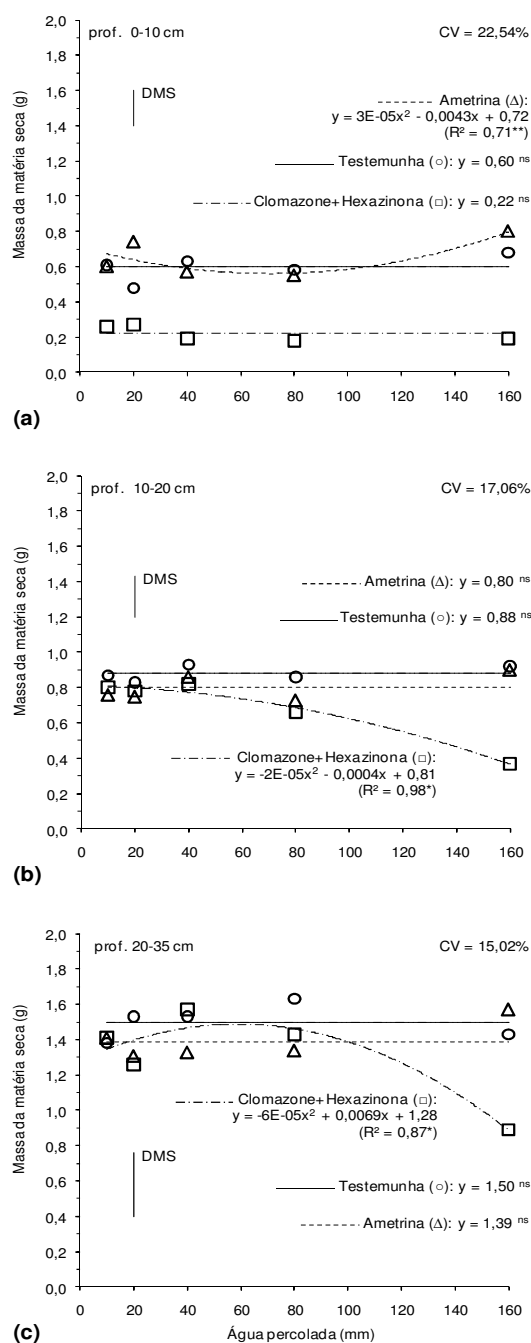 prof. 0-10 cm
CV = 22,54%
2,0
1,8
1,6
1,4
1,2
1,0
0,8
0,6
0,4
0,2
0,0
Massa da matéria seca (g)
DMS
Ametrina (Δ):
y = 3E-05x² - 0,0043x + 0,72
(R² = 0,71**)
Testemunha (○): y = 0,60 ns
Clomazone+Hexazinona (□): y = 0,22 ns
0 20 40 60 80 100 120 140 160
(a)
prof. 10-20 cm
CV = 17,06%
2,0
1,8
1,6
1,4
1,2
1,0
0,8
0,6
0,4
0,2
0,0
Massa da matéria seca (g)
DMS
Ametrina (Δ): y = 0,80 ns
Testemunha (○): y = 0,88 ns
Clomazone+Hexazinona (□):
y = -2E-05x² - 0,0004x + 0,81
(R² = 0,98*)
0 20 40 60 80 100 120 140 160
(b)
prof. 20-35 cm
CV = 15,02%
2,0
1,8
1,6
1,4
1,2
1,0
0,8
0,6
0,4
0,2
0,0
Massa da matéria seca (g)
Clomazone+Hexazinona (□):
y = -6E-05x² + 0,0069x + 1,28
(R² = 0,87*)
DMS
Testemunha (○): y = 1,50 ns
Ametrina (Δ): y = 1,39 ns
0 20 40 60 80 100 120 140 160
(c)
Água percolada (mm)